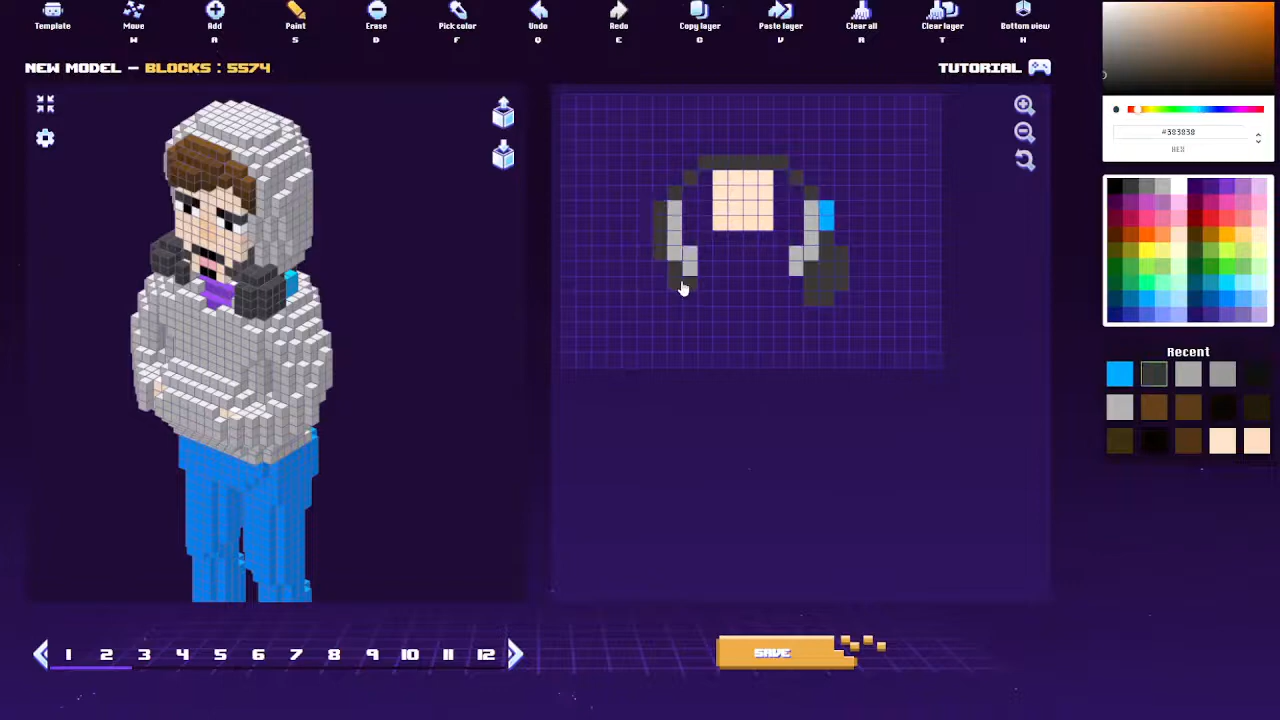 Template Move Add Paint Erase Pick color Undo Redo Copy layer Paste layer Clear all Clear layer Bottom view
M A S D F Q E C V R T H
NEW MODEL – BLOCKS : 5574
TUTORIAL
#383838
HEX
Recent
1 2 3 4 5 6 7 8 9 10 11 12
SAVE